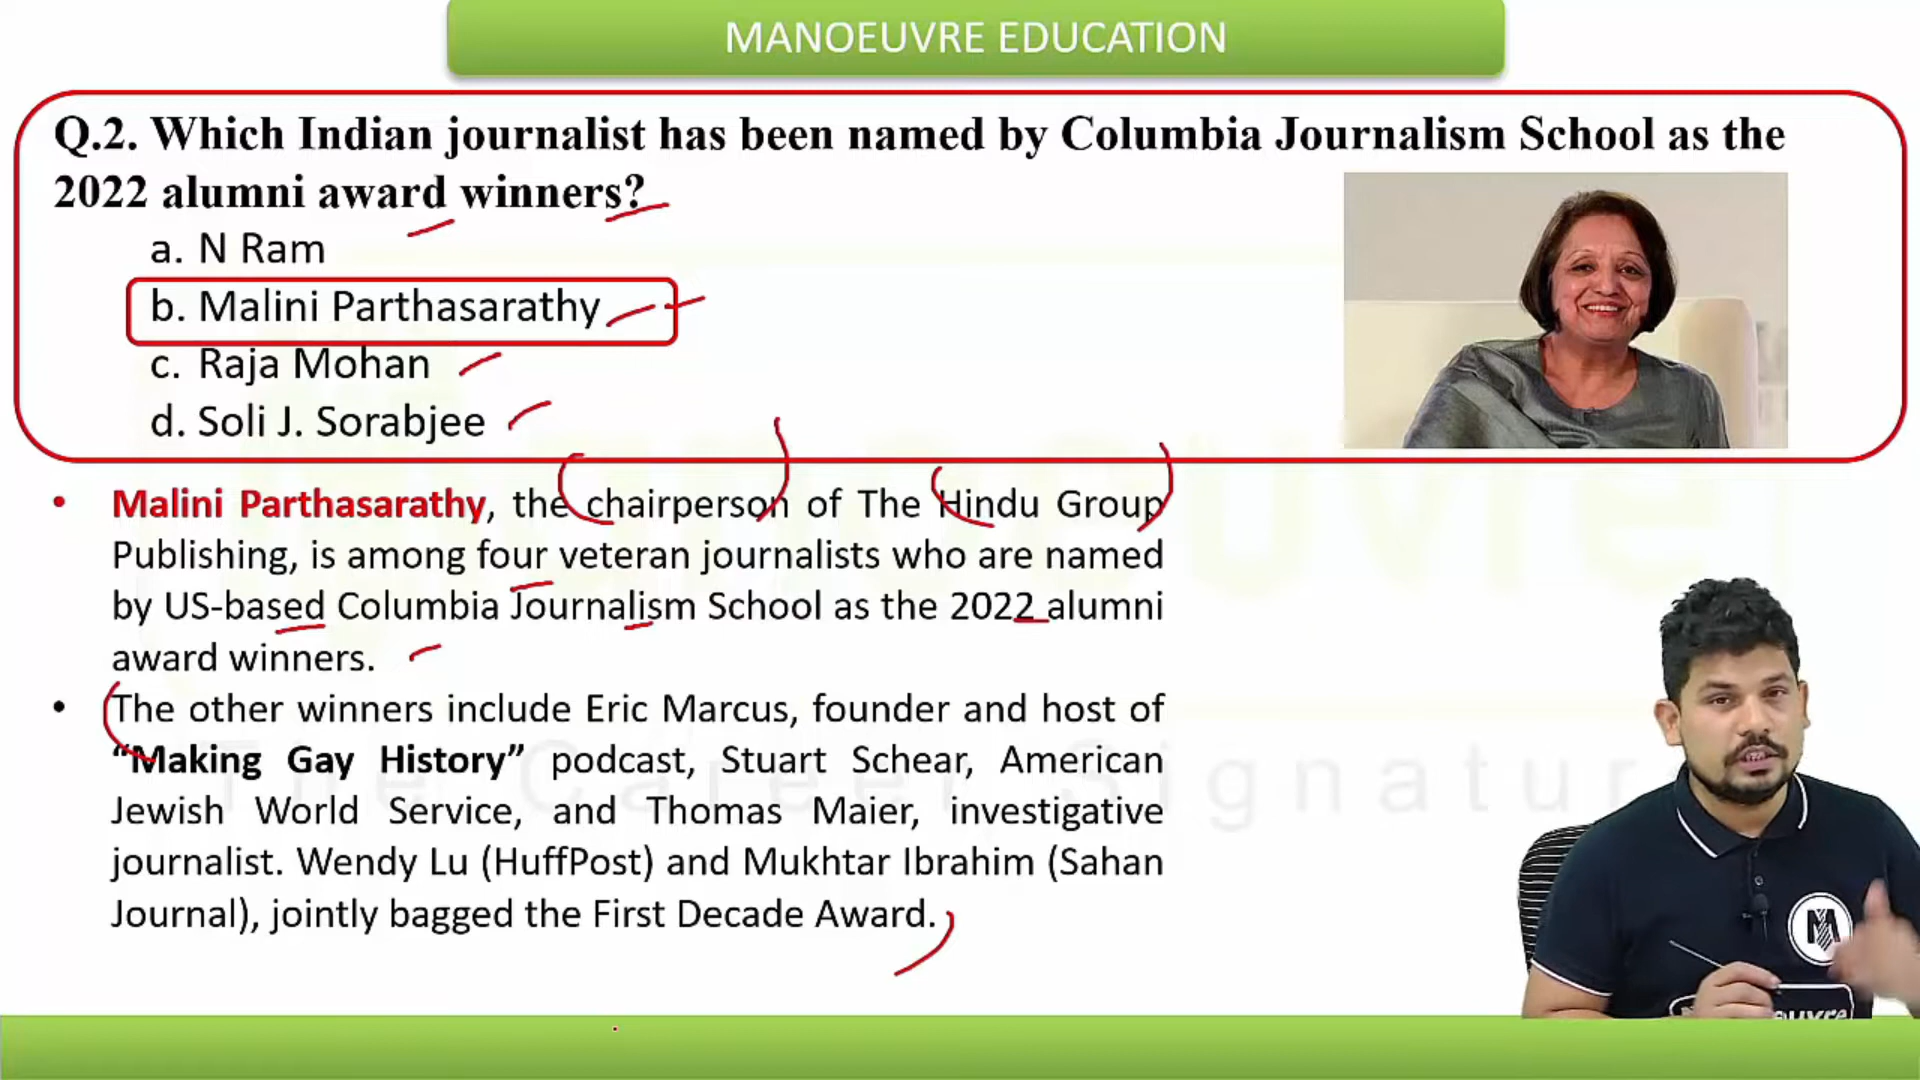 MANOEUVRE EDUCATION
Q.2. Which Indian journalist has been named by Columbia Journalism School as the
2022 alumni award winners?
a. N Ram
b. Malini Parthasarathy
c. Raja Mohan
d. Soli J. Sorabjee
• Malini Parthasarathy, the chairperson of The Hindu Group
Publishing, is among four veteran journalists who are named
by US-based Columbia Journalism School as the 2022 alumni
award winners.
• The other winners include Eric Marcus, founder and host of
“Making Gay History” podcast, Stuart Schear, American
Jewish World Service, and Thomas Maier, investigative
journalist. Wendy Lu (HuffPost) and Mukhtar Ibrahim (Sahan
Journal), jointly bagged the First Decade Award.
The Career Signatur
M